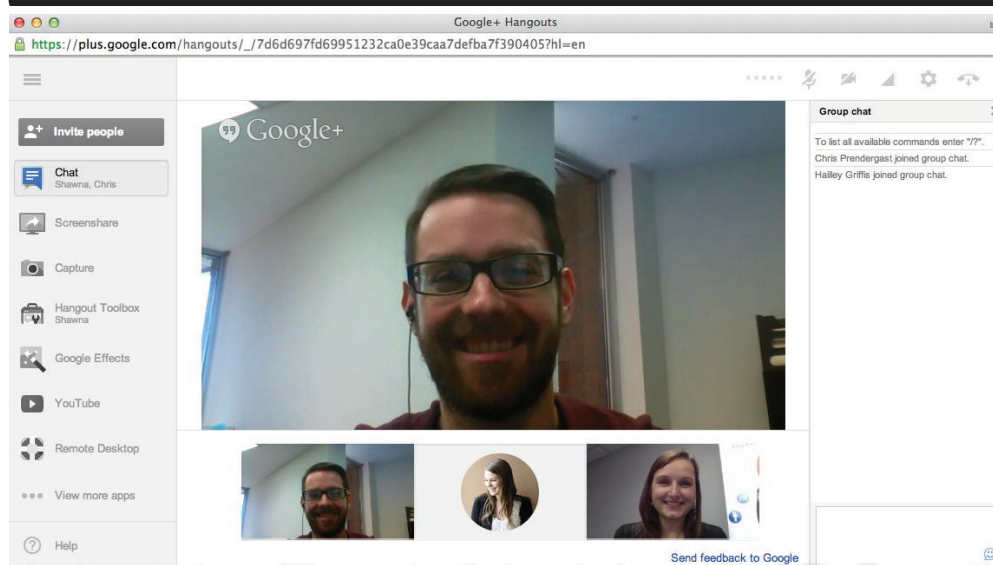 Google+ Hangouts
https://plus.google.com/hangouts/_/7d6d697fd69951232ca0e39caa7defba7f390405?hl=en
Invite people
Chat
Shawna, Chris
Screenshare
Capture
Hangout Toolbox
Shawna
Google Effects
YouTube
Remote Desktop
View more apps
Help
Google+
Send feedback to Google
Group chat
To list all available commands enter "/?".
Chris Prendergast joined group chat.
Hailley Griffis joined group chat.